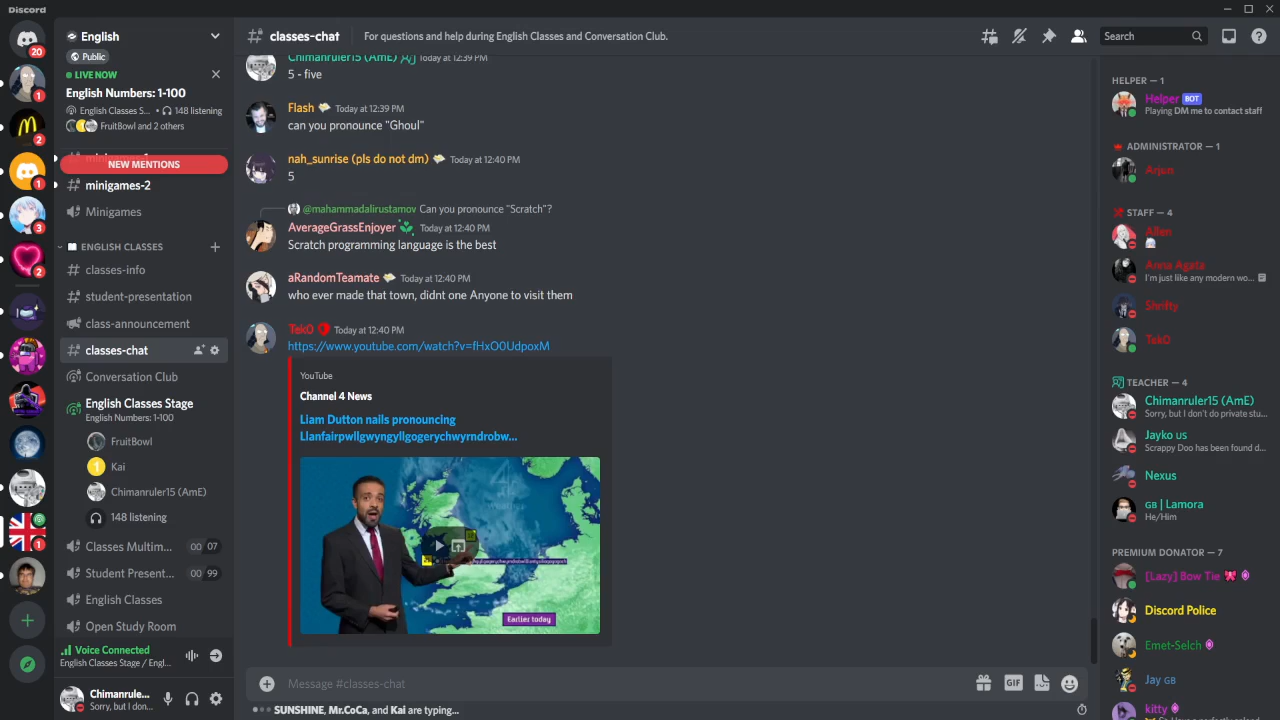 Discord
20
1
2
1
3
2
1
English
Public
LIVE NOW
English Numbers: 1-100
English Classes S... • 148 listening
FruitBowl and 2 others
NEW MENTIONS
minigames-2
Minigames
ENGLISH CLASSES
classes-info
student-presentation
class-announcement
classes-chat
Conversation Club
English Classes Stage
English Numbers: 1-100
FruitBowl
1 Kai
Chimanruler15 (AmE)
148 listening
Classes Multim... 00 07
Student Present... 00 99
English Classes
Open Study Room
Voice Connected
English Classes Stage / Engl...
Chimanrule...
Sorry, but I don...
# classes-chat
For questions and help during English Classes and Conversation Club.
Search
Chimanruler15 (AmE) Today at 12:39 PM
5 - five
Flash Today at 12:39 PM
can you pronounce "Ghoul"
nah_sunrise (pls do not dm) Today at 12:40 PM
5
@mahammadalirustamov Can you pronounce "Scratch"?
AverageGrassEnjoyer Today at 12:40 PM
Scratch programming language is the best
aRandomTeamate Today at 12:40 PM
who ever made that town, didnt one Anyone to visit them
TekO Today at 12:40 PM
https://www.youtube.com/watch?v=fHxO0UdpoxM
YouTube
Channel 4 News
Liam Dutton nails pronouncing
Llanfairpwllgwyngyllgogerychwyrndrobw...
Earlier today
Message #classes-chat
GIF
SUNSHINE, Mr.CoCa, and Kai are typing...
HELPER — 1
Helper BOT
Playing DM me to contact staff
ADMINISTRATOR — 1
Arjun
STAFF — 4
Allen
Anna Agata
I'm just like any modern wo...
Shrifty
TekO
TEACHER — 4
Chimanruler15 (AmE)
Sorry, but I don't do private stu...
Jayko us
Scrappy Doo has been found d...
Nexus
GB | Lamora
He/Him
PREMIUM DONATOR — 7
[Lazy] Bow Tie
Discord Police
Emet-Selch
Jay GB
kitty